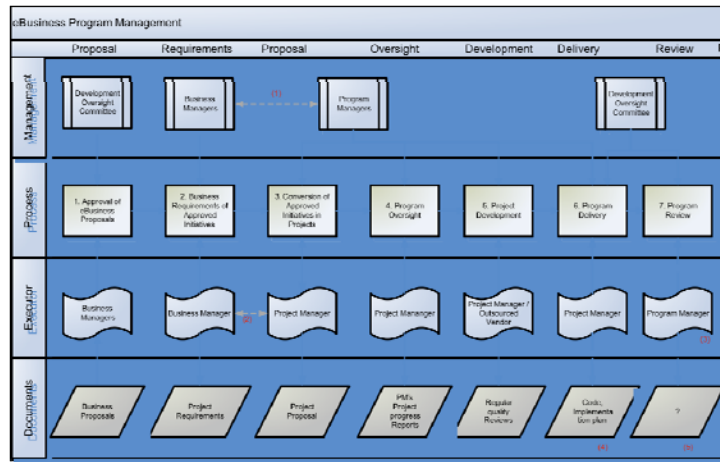 eBusiness Program Management
Proposal Requirements Proposal Oversight Development Delivery Review
Management
Development
Oversight
Committee
Business
Managers
(1)
Program
Managers
Development
Oversight
Committee
Process
1. Approval of
eBusiness
Proposals
2. Business
Requirements of
Approved
Initiatives
3. Conversion of
Approved
Initiatives in
Projects
4. Program
Oversight
5. Project
Development
6. Program
Delivery
7. Program
Review
Executor
Business
Managers
Business Manager
(2)
Project Manager
Project Mananger
Project Manager /
Outsourced
Vendor
Project Manager
Program Manager
(3)
Documents
Business
Proposals
Project
Requirements
Project
Proposal
PM's
Project
progress
Reports
Regular
quality
Reviews
Code,
Implementa
tion plan
(4)
?